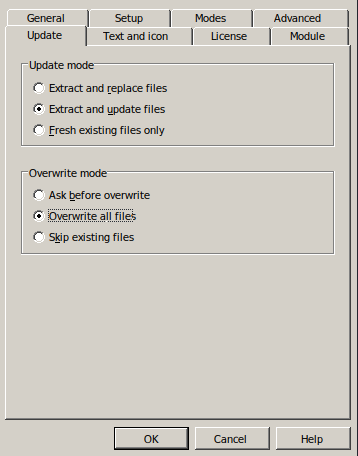 General Setup Modes Advanced
Update Text and icon License Module
Update mode
Extract and replace files
Extract and update files
Fresh existing files only
Overwrite mode
Ask before overwrite
Overwrite all files
Skip existing files
OK Cancel Help